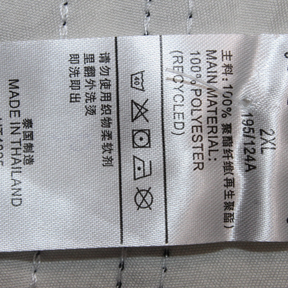 2XL
195/124A
主料: 100% 聚酯纤维(再生聚酯)
MAIN MATERIAL:
100% POLYESTER
(RECYCLED)
40
请勿使用织物柔软剂
里翻外洗烫
即洗即出
泰国制造
MADE IN THAILAND